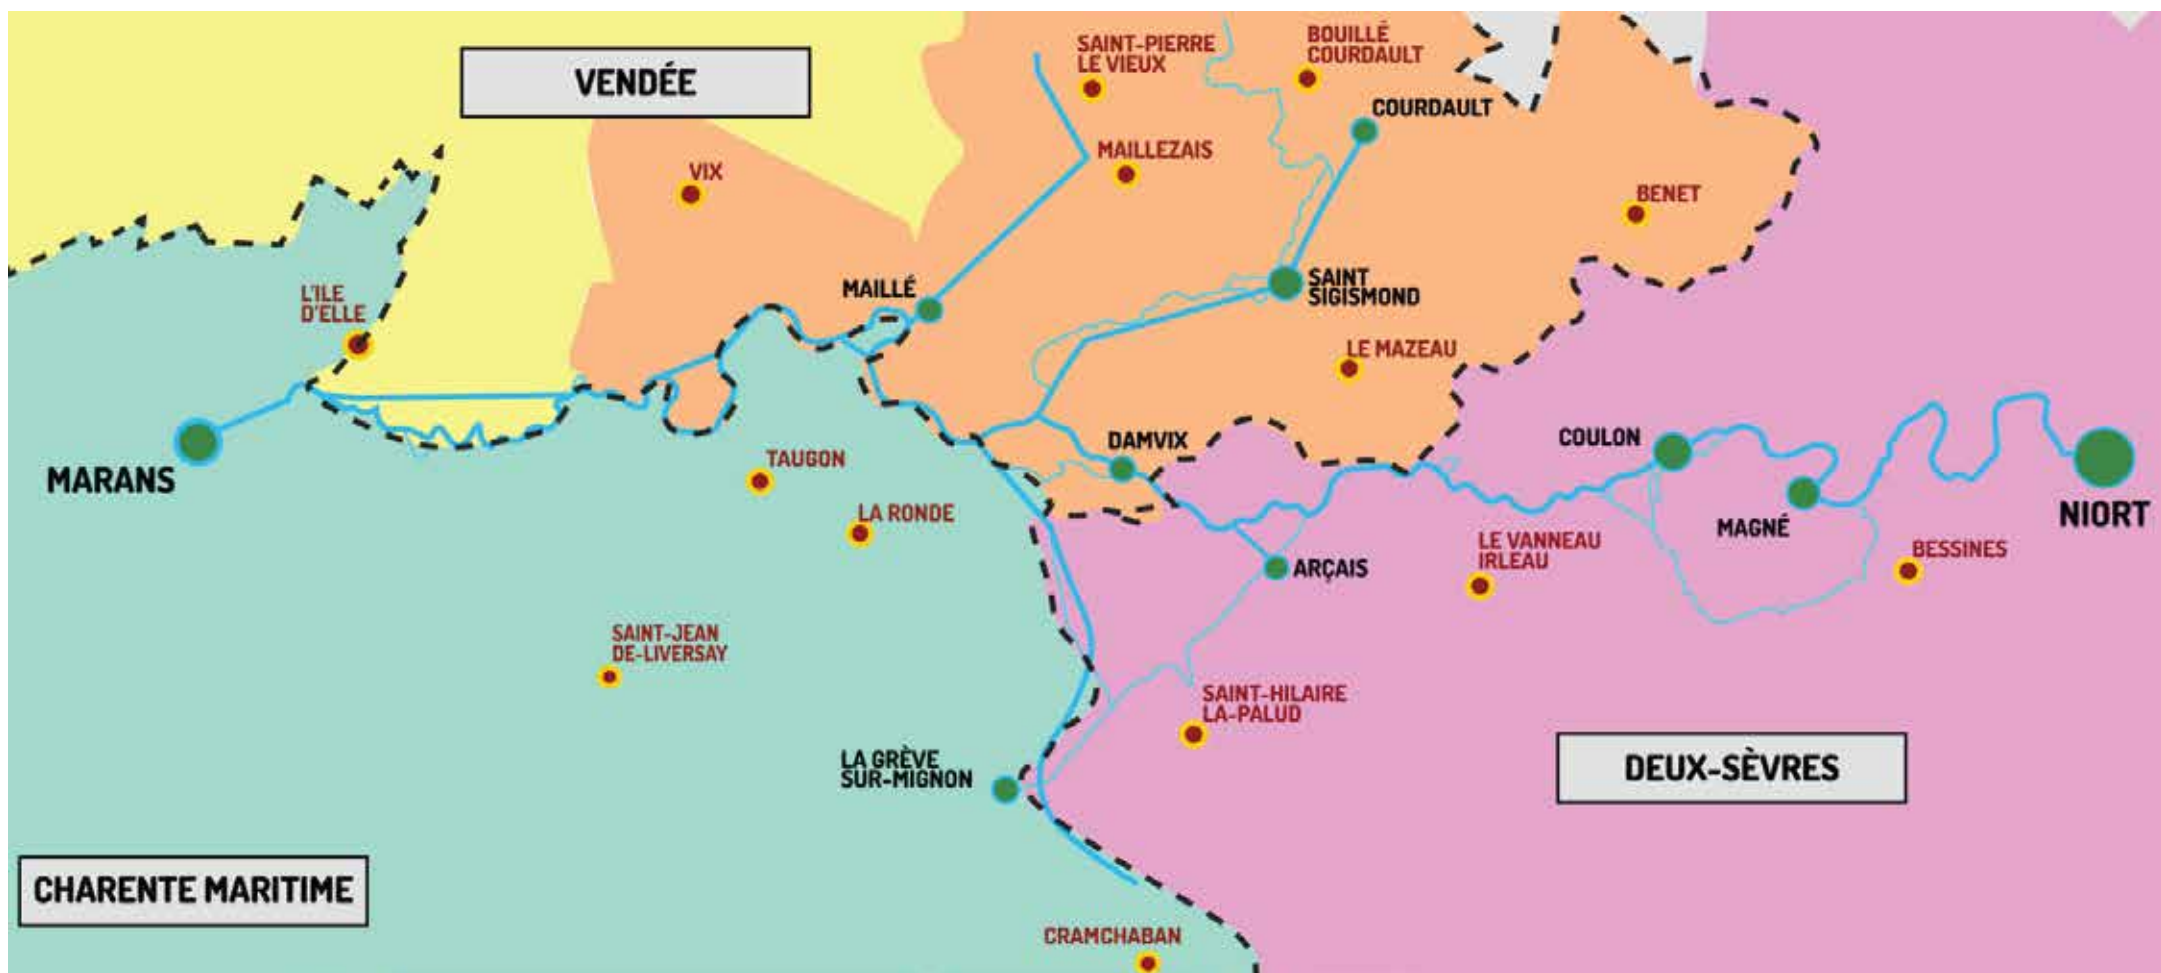 SAINT-PIERRE
LE VIEUX
BOUILLÉ
COURDAULT
VENDÉE
COURDAULT
MAILLEZAIS
VIX
BENET
MAILLÉ
SAINT
SIGISMOND
L'ILE
D'ELLE
LE MAZEAU
DAMVIX
COULON
MARANS
TAUGON
LA RONDE
MAGNÉ
NIORT
LE VANNEAU
IRLEAU
BESSINES
ARÇAIS
SAINT-JEAN
DE-LIVERSAY
SAINT-HILAIRE
LA-PALUD
LA GRÈVE
SUR-MIGNON
DEUX-SÈVRES
CHARENTE MARITIME
CRAMCHABAN